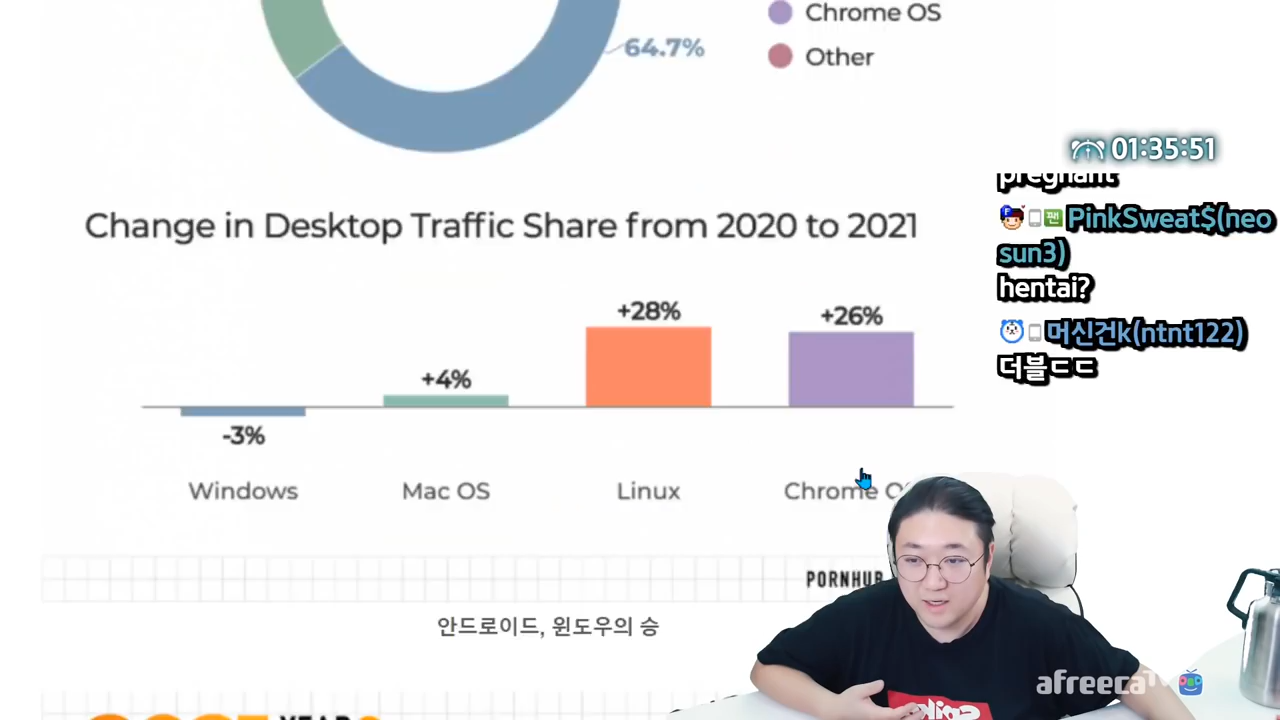 Chrome OS
Other
64.7%
01:35:51
pregnant
PinkSweat$(neo
sun3)
hentai?
머신건k(ntnt122)
더블ㄷㄷ
Change in Desktop Traffic Share from 2020 to 2021
+28%
+26%
+4%
-3%
Windows
Mac OS
Linux
Chrome
PORNHUB
안드로이드, 윈도우의 승
afreecaTV
YEAR